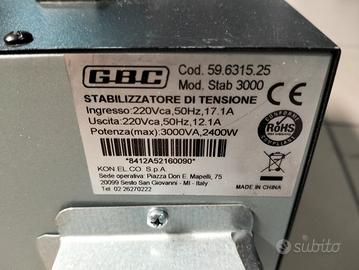 G.B.C
Cod. 59.6315.25
Mod. Stab 3000
CE
STABILIZZATORE DI TENSIONE
Ingresso:220Vca,50Hz,17.1A
Uscita:220Vca,50Hz,12.1A
Potenza(max):3000VA,2400W
RoHS
*8412A52160090*
KON.EL.CO S.p.A.
Sede operativa: Piazza Don E. Mapelli, 75
20099 Sesto San Giovanni - MI - Italy
Tel. 02 26270222
MADE IN CHINA
subito